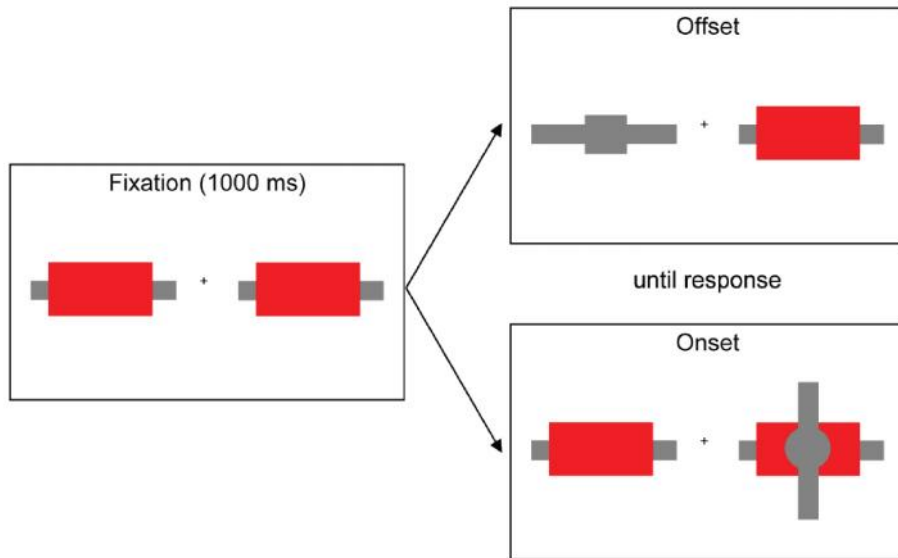 Offset
+
Fixation (1000 ms)
+
until response
Onset
+